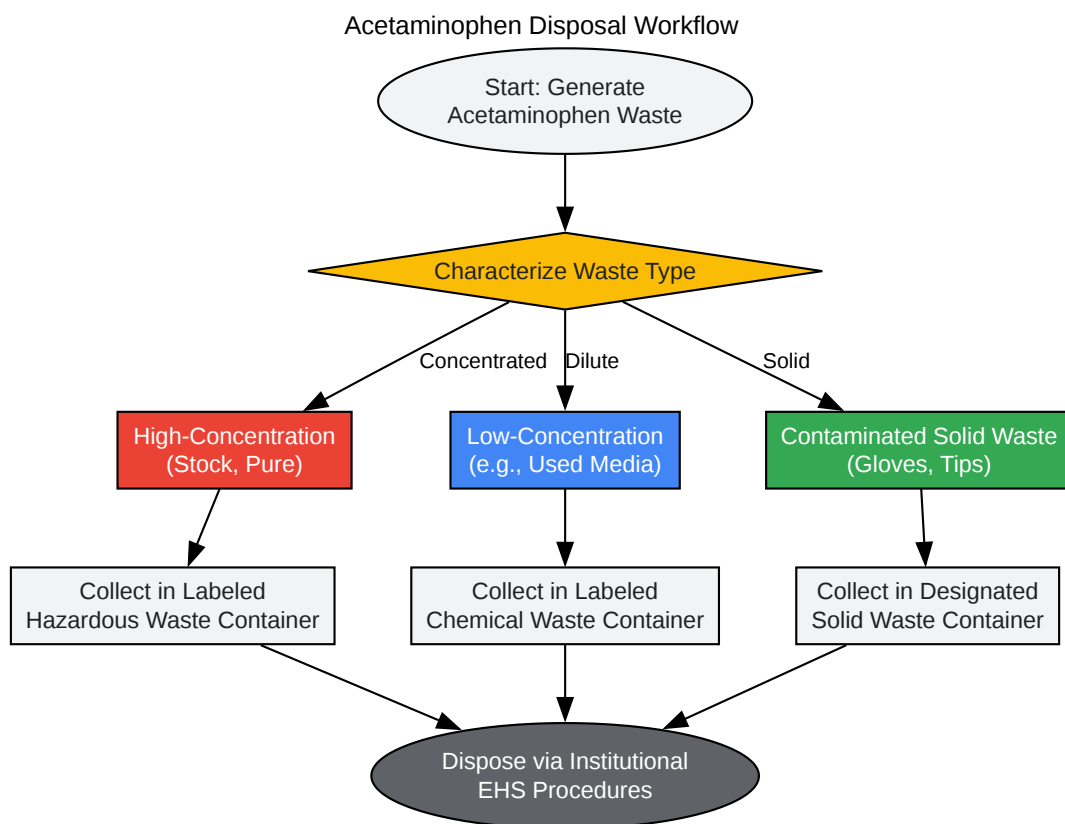 Acetaminophen Disposal Workflow
Start: Generate
Acetaminophen Waste
Characterize Waste Type
Concentrated
Dilute
Solid
High-Concentration
(Stock, Pure)
Low-Concentration
(e.g., Used Media)
Contaminated Solid Waste
(Gloves, Tips)
Collect in Labeled
Hazardous Waste Container
Collect in Labeled
Chemical Waste Container
Collect in Designated
Solid Waste Container
Dispose via Institutional
EHS Procedures